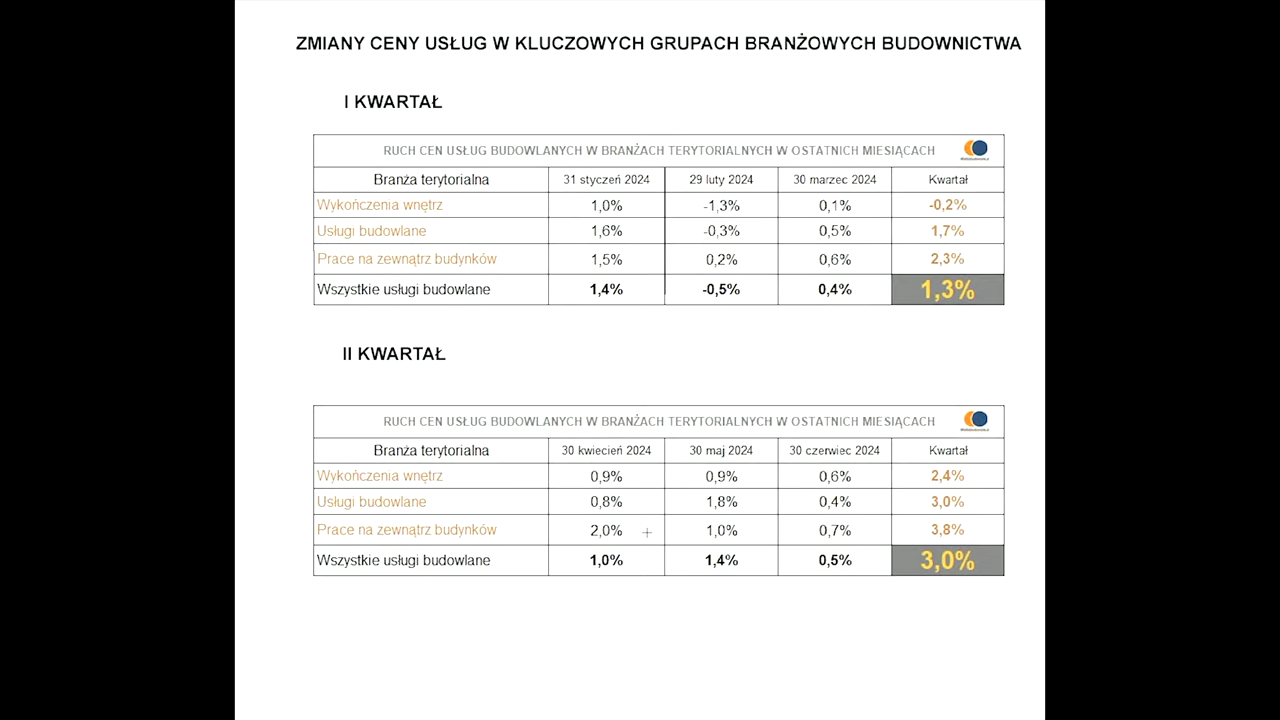 ZMIANY CENY USŁUG W KLUCZOWYCH GRUPACH BRANŻOWYCH BUDOWNICTWA
I KWARTAŁ
RUCH CEN USŁUG BUDOWLANYCH W BRANŻACH TERYTORIALNYCH W OSTATNICH MIESIĄCACH
Branża terytorialna 31 styczeń 2024 29 luty 2024 30 marzec 2024 Kwartał
Wykończenia wnętrz 1,0% -1,3% 0,1% -0,2%
Usługi budowlane 1,6% -0,3% 0,5% 1,7%
Prace na zewnątrz budynków 1,5% 0,2% 0,6% 2,3%
Wszystkie usługi budowlane 1,4% -0,5% 0,4% 1,3%
II KWARTAŁ
RUCH CEN USŁUG BUDOWLANYCH W BRANŻACH TERYTORIALNYCH W OSTATNICH MIESIĄCACH
Branża terytorialna 30 kwiecień 2024 30 maj 2024 30 czerwiec 2024 Kwartał
Wykończenia wnętrz 0,9% 0,9% 0,6% 2,4%
Usługi budowlane 0,8% 1,8% 0,4% 3,0%
Prace na zewnątrz budynków 2,0% 1,0% 0,7% 3,8%
Wszystkie usługi budowlane 1,0% 1,4% 0,5% 3,0%